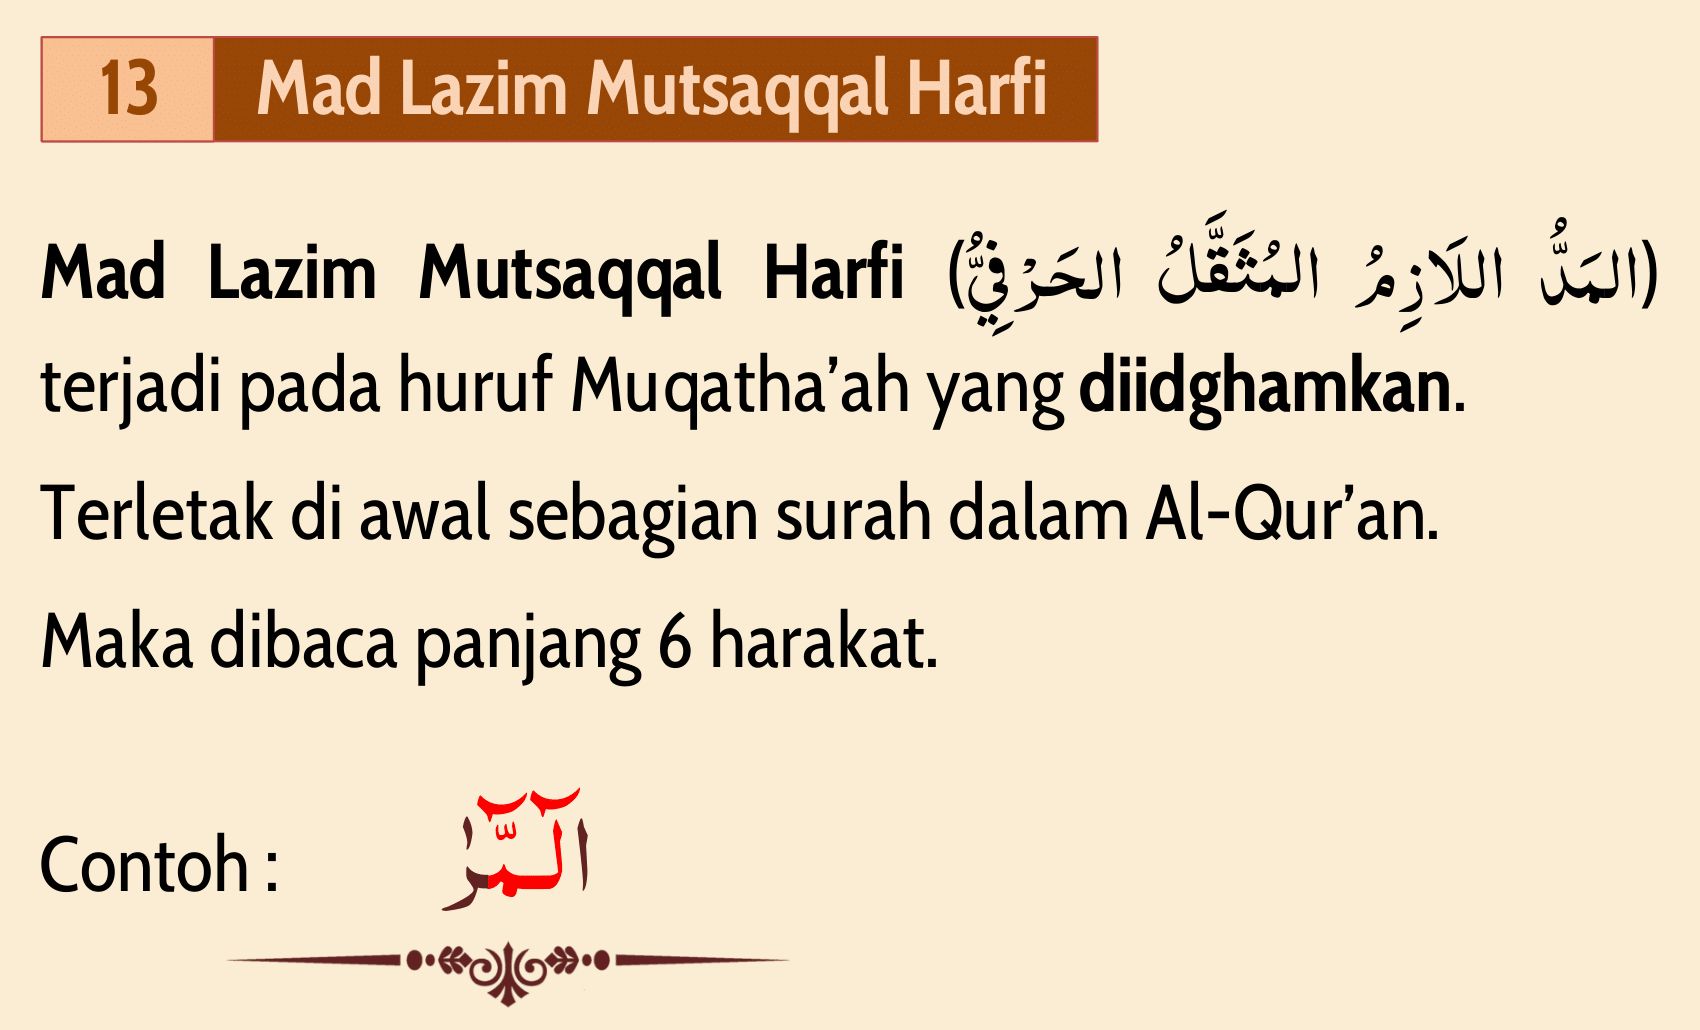 13 Mad Lazim Mutsaqqal Harfi
Mad Lazim Mutsaqqal Harfi (المَدُّ اللَازِمُ المُثَقَّلُ الحَرْفِيُّ)
terjadi pada huruf Muqatha’ah yang diidghamkan.
Terletak di awal sebagian surah dalam Al-Qur’an.
Maka dibaca panjang 6 harakat.
Contoh : الٓمّٓرٰ